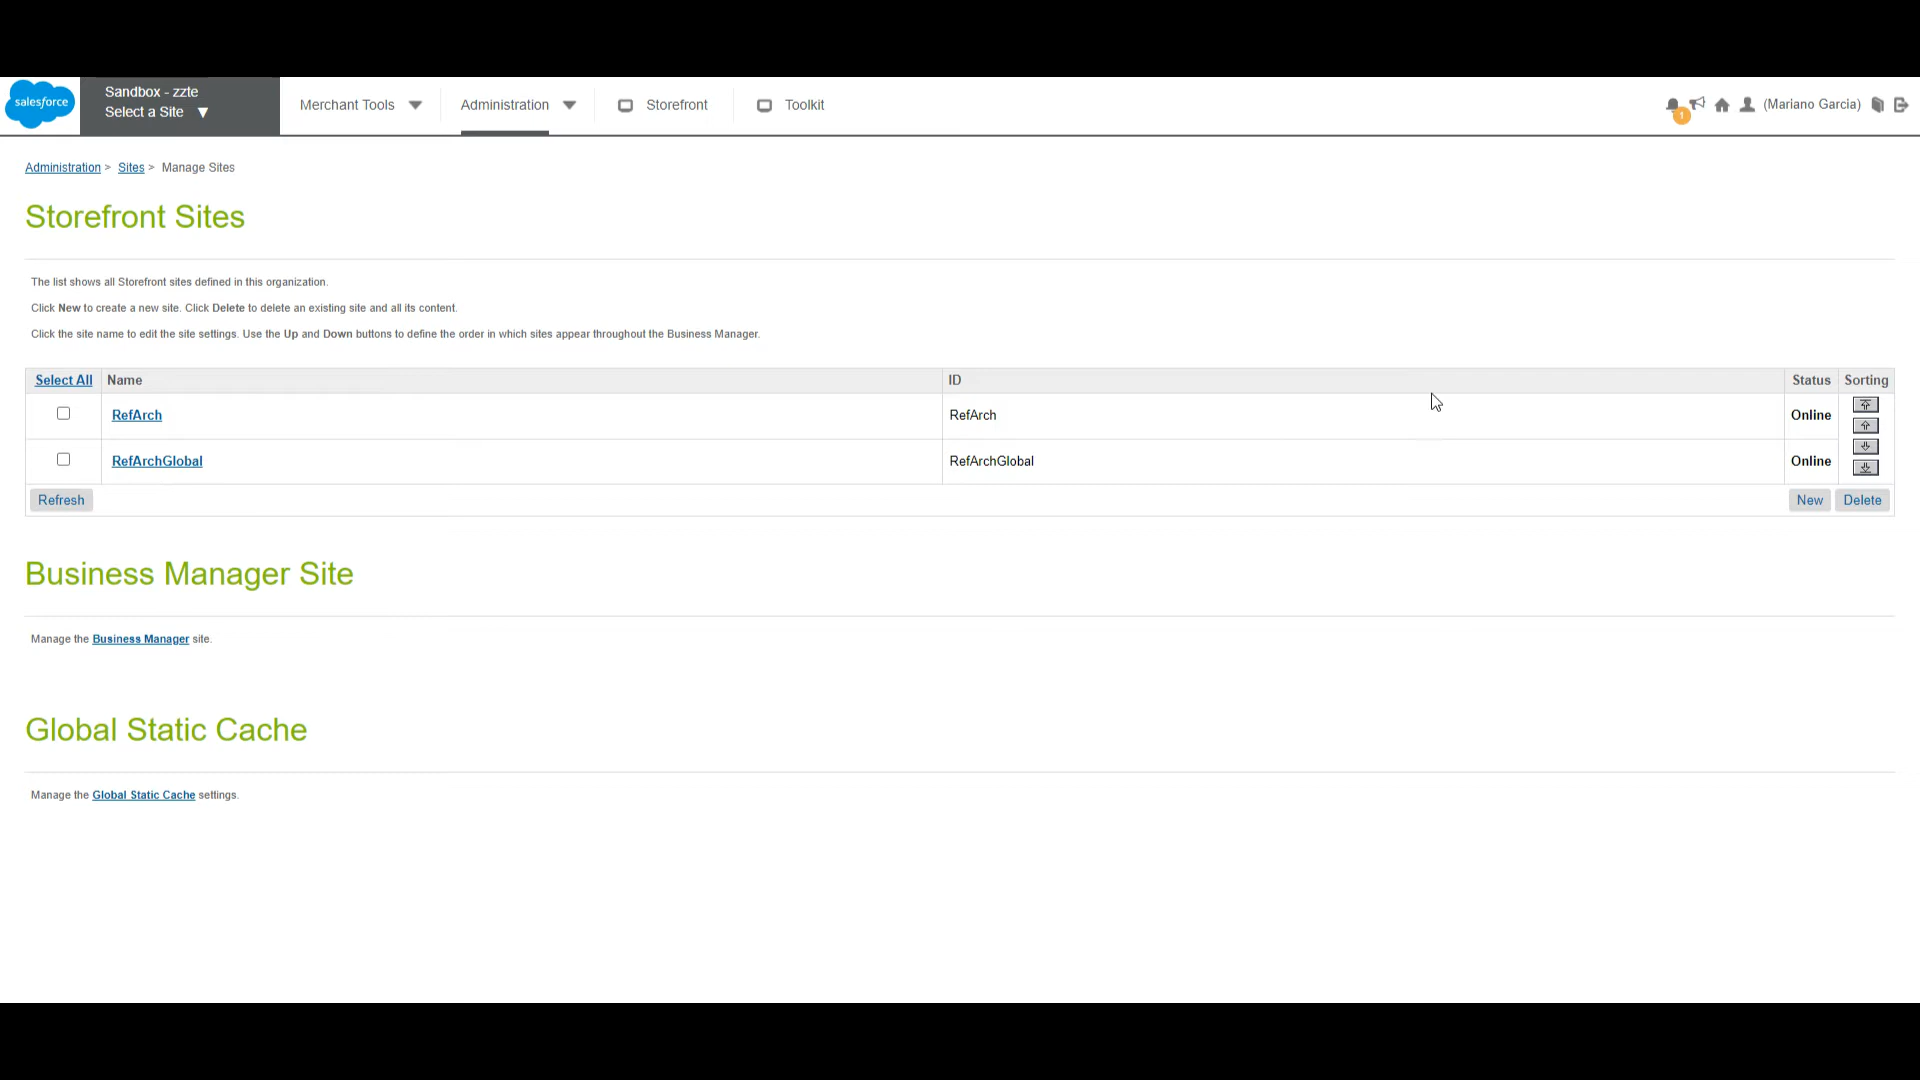 salesforce
Sandbox - zzte
Select a Site ▼
Merchant Tools
Administration
Storefront
Toolkit
1
(Mariano Garcia)
Administration > Sites > Manage Sites
Storefront Sites
The list shows all Storefront sites defined in this organization.
Click New to create a new site. Click Delete to delete an existing site and all its content.
Click the site name to edit the site settings. Use the Up and Down buttons to define the order in which sites appear throughout the Business Manager.
Select All Name ID Status Sorting
RefArch RefArch Online
RefArchGlobal RefArchGlobal Online
Refresh New Delete
Business Manager Site
Manage the Business Manager site.
Global Static Cache
Manage the Global Static Cache settings.